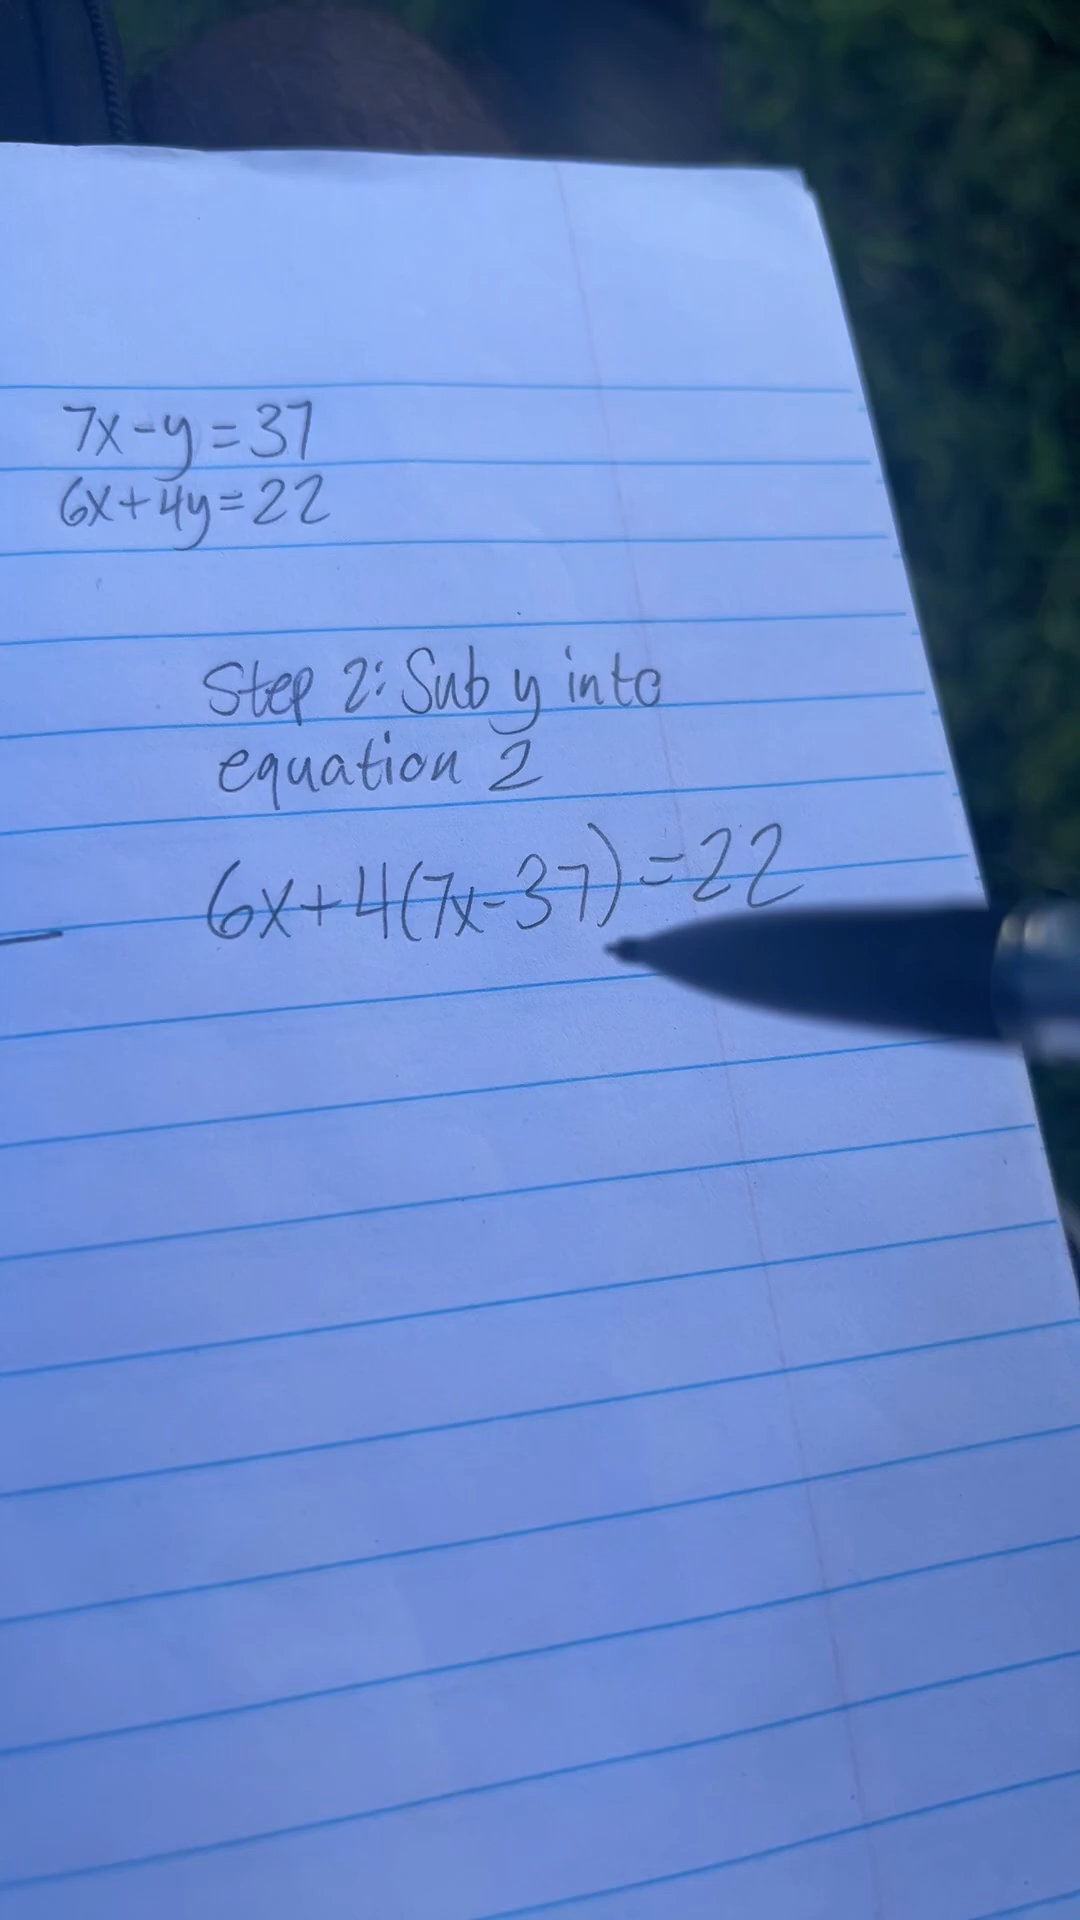 7x-y=37
6x+4y=22
Step 2: Sub y into
equation 2
6x+4(7x-37)=22